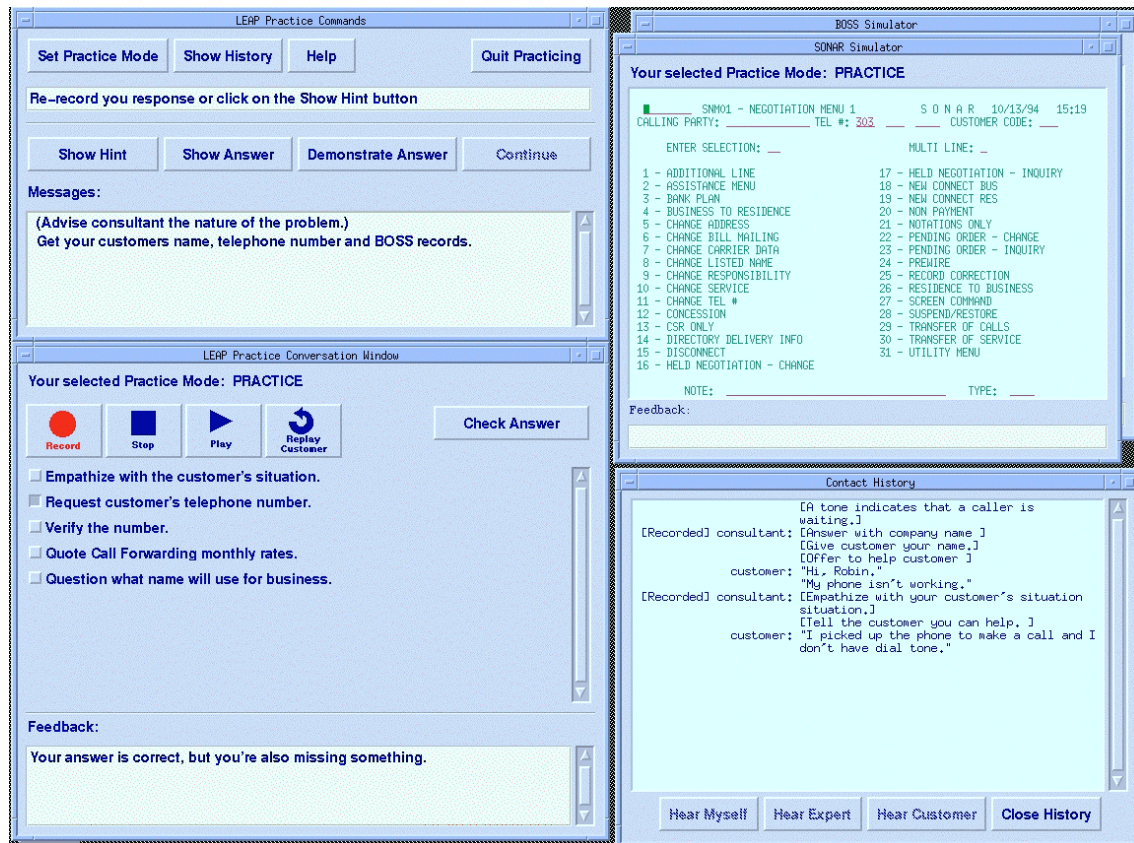 LEAP Practice Commands
Set Practice Mode Show History Help Quit Practicing
Re-record you response or click on the Show Hint button
Show Hint Show Answer Demonstrate Answer Continue
Messages:
(Advise consultant the nature of the problem.)
Get your customers name, telephone number and BOSS records.
LEAP Practice Conversation Window
Your selected Practice Mode: PRACTICE
Record Stop Play Replay Customer
Check Answer
Empathize with the customer's situation.
Request customer's telephone number.
Verify the number.
Quote Call Forwarding monthly rates.
Question what name will use for business.
Feedback:
Your answer is correct, but you're also missing something.
BOSS Simulator
SONAR Simulator
Your selected Practice Mode: PRACTICE
SNM01 - NEGOTIATION MENU 1 S O N A R 10/13/94 15:19
CALLING PARTY: TEL #: 303 CUSTOMER CODE:
ENTER SELECTION: MULTI LINE:
1 - ADDITIONAL LINE 17 - HELD NEGOTIATION - INQUIRY
2 - ASSISTANCE MENU 18 - NEW CONNECT BUS
3 - BANK PLAN 19 - NEW CONNECT RES
4 - BUSINESS TO RESIDENCE 20 - NON PAYMENT
5 - CHANGE ADDRESS 21 - NOTATIONS ONLY
6 - CHANGE BILL MAILING 22 - PENDING ORDER - CHANGE
7 - CHANGE CARRIER DATA 23 - PENDING ORDER - INQUIRY
8 - CHANGE LISTED NAME 24 - PREWIRE
9 - CHANGE RESPONSIBILITY 25 - RECORD CORRECTION
10 - CHANGE SERVICE 26 - RESIDENCE TO BUSINESS
11 - CHANGE TEL # 27 - SCREEN COMMAND
12 - CONCESSION 28 - SUSPEND/RESTORE
13 - CSR ONLY 29 - TRANSFER OF CALLS
14 - DIRECTORY DELIVERY INFO 30 - TRANSFER OF SERVICE
15 - DISCONNECT 31 - UTILITY MENU
16 - HELD NEGOTIATION - CHANGE
NOTE: TYPE:
Feedback:
Contact History
[A tone indicates that a caller is
waiting.]
[Recorded] consultant: [Answer with company name ]
[Give customer your name.]
[Offer to help customer ]
customer: "Hi, Robin."
"My phone isn't working."
[Recorded] consultant: [Empathize with your customer's situation
situation.]
[Tell the customer you can help. ]
customer: "I picked up the phone to make a call and I
don't have dial tone."
Hear Myself Hear Expert Hear Customer Close History